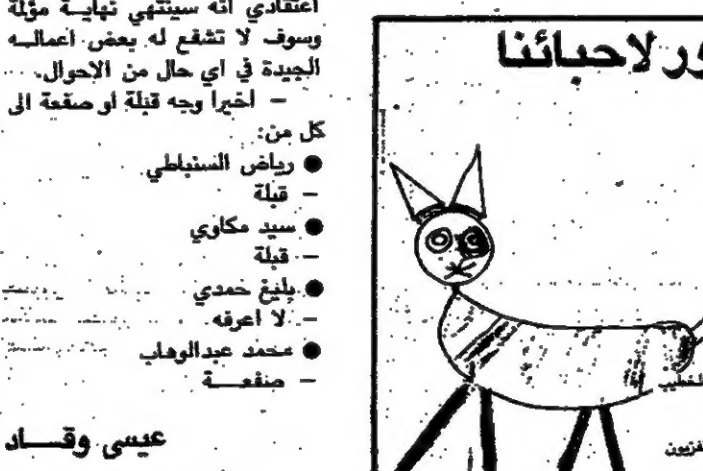 اعتقادي انه سينتهي نهاية مؤلة
وسوف لا تشفع له بعض اعماله
الجيدة في اي حال من الاحوال.
– اخيرا وجه قبلة او صفعة الى
كل من:
● رياض السنباطي
– قبلة
● سيد مكاوي
– قبلة
● بليغ حمدي
– لا اعرفه
● محمد عبدالوهاب
– صفعة
عيسى وقاد
ور لاحبائنا
الخطيب